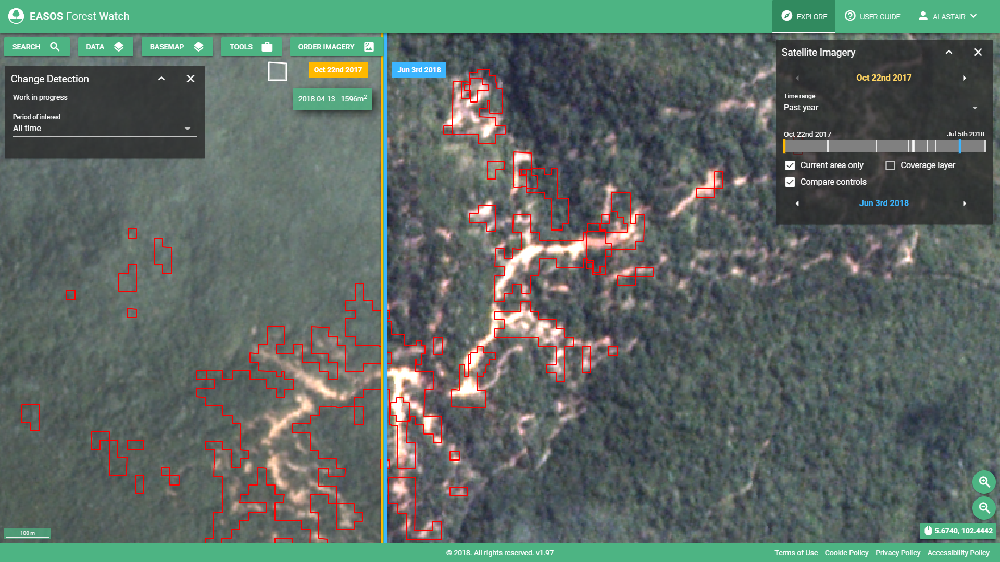 EASOS Forest Watch
EXPLORE
USER GUIDE
ALASTAIR
SEARCH
DATA
BASEMAP
TOOLS
ORDER IMAGERY
Change Detection
Work in progress
Period of interest
All time
Oct 22nd 2017
2018-04-13 - 1596m²
Jun 3rd 2018
Satellite Imagery
Oct 22nd 2017
Time range
Past year
Oct 22nd 2017
Jul 5th 2018
Current area only
Coverage layer
Compare controls
Jun 3rd 2018
100 m
5.6740, 102.4442
© 2018. All rights reserved. v1.97
Terms of Use
Cookie Policy
Privacy Policy
Accessibility Policy